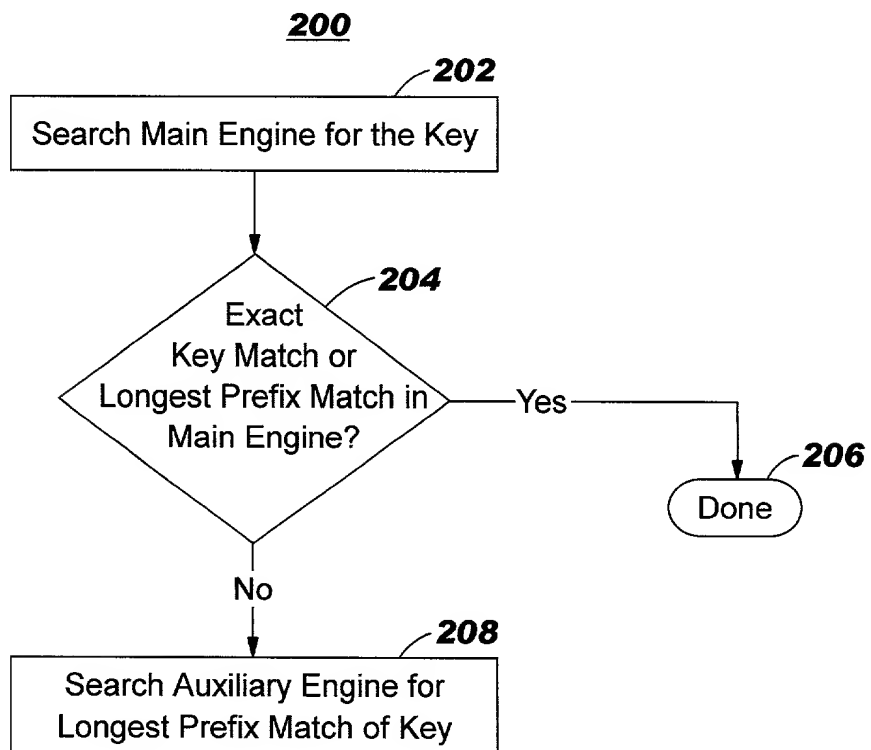 200
202
Search Main Engine for the Key
204
Exact
Key Match or
Longest Prefix Match in
Main Engine?
Yes
206
Done
No
208
Search Auxiliary Engine for
Longest Prefix Match of Key